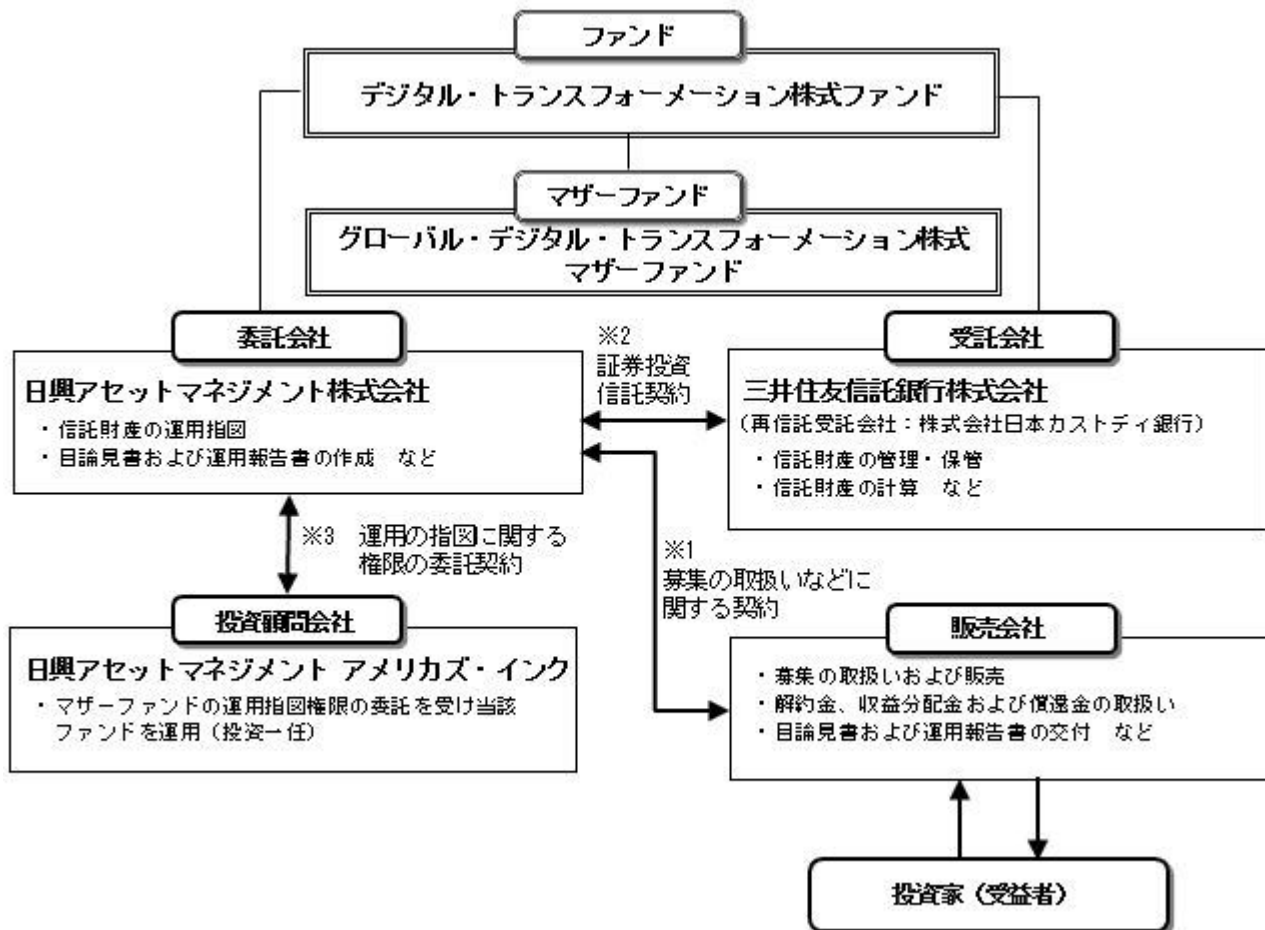 ファンド
デジタル・トランスフォーメーション株式ファンド
マザーファンド
グローバル・デジタル・トランスフォーメーション株式
マザーファンド
委託会社
日興アセットマネジメント株式会社
・信託財産の運用指図
・目論見書および運用報告書の作成　など
※2
証券投資
信託契約
受託会社
三井住友信託銀行株式会社
（再信託受託会社：株式会社日本カストディ銀行）
・信託財産の管理・保管
・信託財産の計算　など
※3　運用の指図に関する
権限の委託契約
※1
募集の取扱いなどに
関する契約
投資顧問会社
日興アセットマネジメント アメリカズ・インク
・マザーファンドの運用指図権限の委託を受け当該
ファンドを運用（投資一任）
販売会社
・募集の取扱いおよび販売
・解約金、収益分配金および償還金の取扱い
・目論見書および運用報告書の交付　など
投資家（受益者）